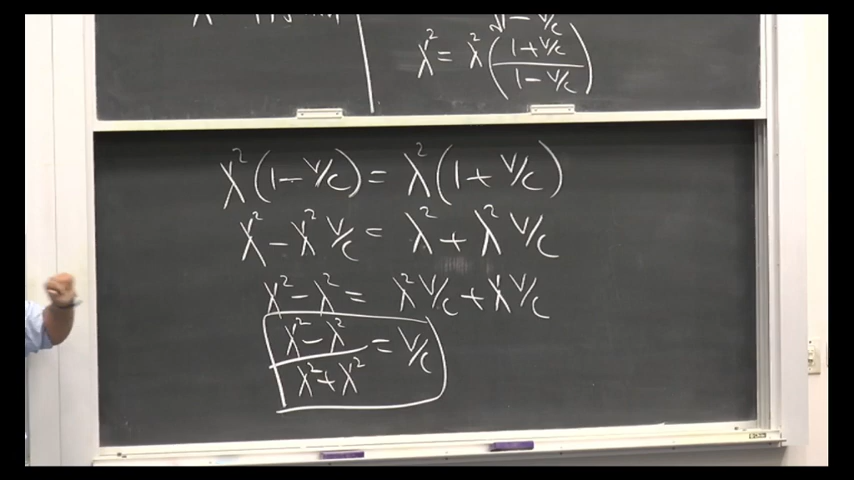 λ'² = λ² ( (1 + v/c) / (1 - v/c) )
λ'² (1 - v/c) = λ² (1 + v/c)
λ'² - λ'² v/c = λ² + λ² v/c
λ'² - λ² = λ² v/c + λ'² v/c
(λ'² - λ²) / (λ'² + λ²) = v/c